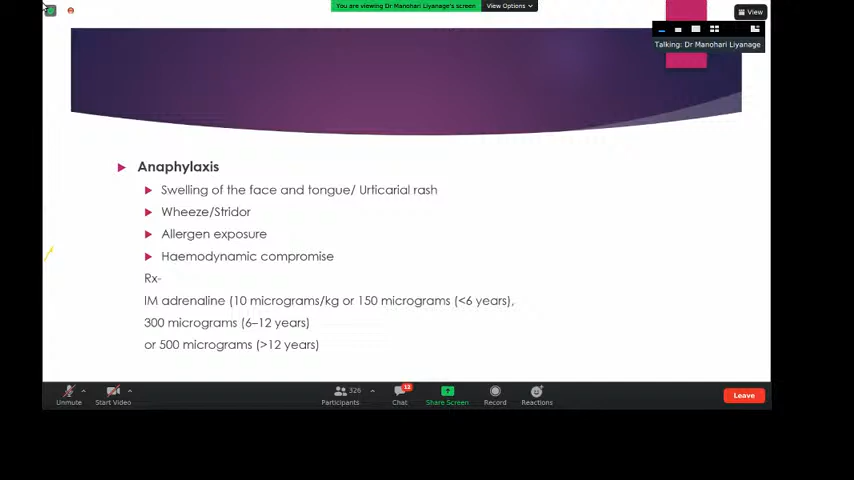 You are viewing Dr Manohari Liyanage's screen
View Options
View
Talking: Dr Manohari Liyanage
Anaphylaxis
Swelling of the face and tongue/ Urticarial rash
Wheeze/Stridor
Allergen exposure
Haemodynamic compromise
Rx-
IM adrenaline (10 micrograms/kg or 150 micrograms (<6 years),
300 micrograms (6–12 years)
or 500 micrograms (>12 years)
Unmute
Start Video
326
Participants
12
Chat
Share Screen
Record
Reactions
Leave